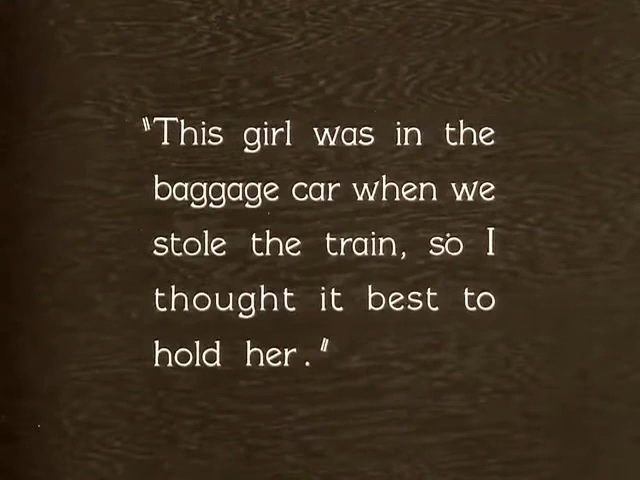 "This girl was in the
baggage car when we
stole the train, so I
thought it best to
hold her."